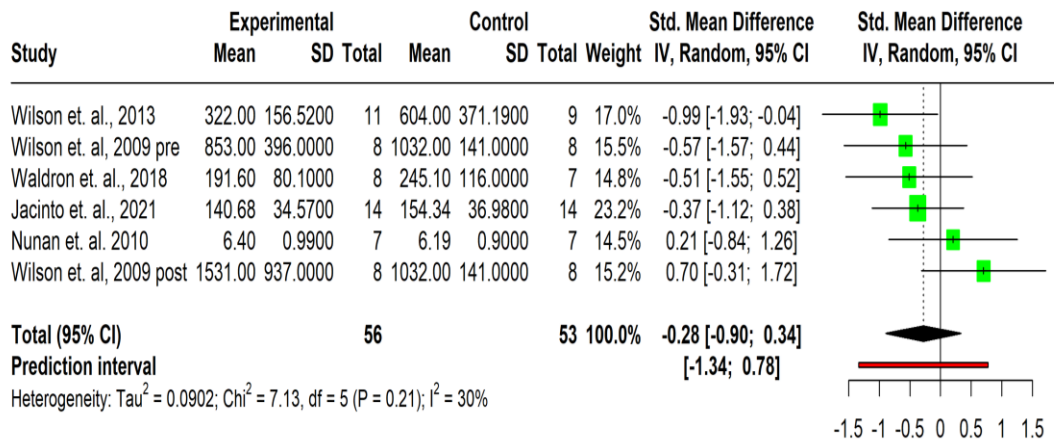 Experimental Control Std. Mean Difference Std. Mean Difference
Study Mean SD Total Mean SD Total Weight IV, Random, 95% CI IV, Random, 95% CI
Wilson et. al., 2013 322.00 156.5200 11 604.00 371.1900 9 17.0% -0.99 [-1.93; -0.04]
Wilson et. al, 2009 pre 853.00 396.0000 8 1032.00 141.0000 8 15.5% -0.57 [-1.57; 0.44]
Waldron et. al., 2018 191.60 80.1000 8 245.10 116.0000 7 14.8% -0.51 [-1.55; 0.52]
Jacinto et al., 2021 140.68 34.5700 14 154.34 36.9800 14 23.2% -0.37 [-1.12; 0.38]
Nunan et. al. 2010 6.40 0.9900 7 6.19 0.9000 7 14.5% 0.21 [-0.84; 1.26]
Wilson et. al, 2009 post 1531.00 937.0000 8 1032.00 141.0000 8 15.2% 0.70 [-0.31; 1.72]
Total (95% CI) 56 53 100.0% -0.28 [-0.90; 0.34]
Prediction interval [-1.34; 0.78]
Heterogeneity: Tau² = 0.0902; Chi² = 7.13, df = 5 (P = 0.21); I² = 30%
-1.5 -1 -0.5 0 0.5 1 1.5